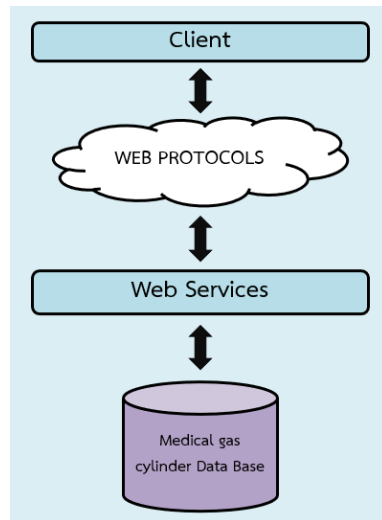 Client
WEB PROTOCOLS
Web Services
Medical gas
cylinder Data Base